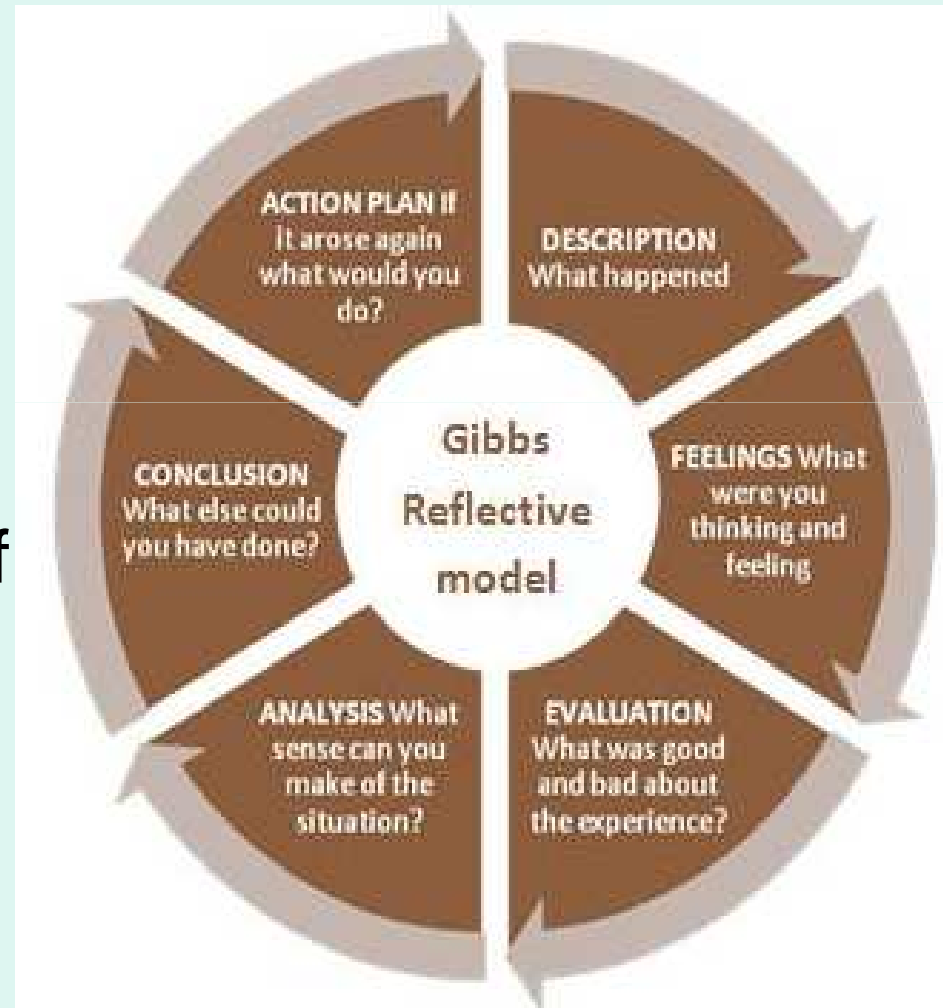 Gibbs
Reflective
model
DESCRIPTION
What happened
FEELINGS What
were you
thinking and
feeling
EVALUATION
What was good
and bad about
the experience?
ANALYSIS What
sense can you
make of the
situation?
CONCLUSION
What else could
you have done?
ACTION PLAN If
it arose again
what would you
do?
f